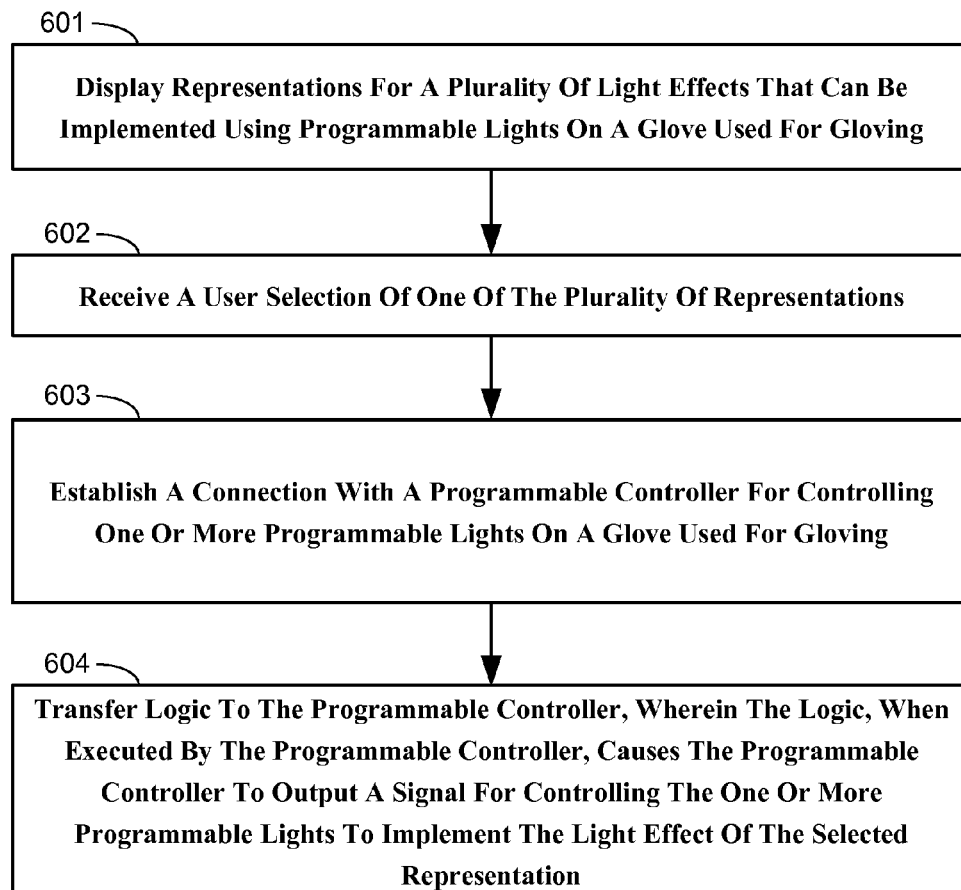 601
Display Representations For A Plurality Of Light Effects That Can Be
Implemented Using Programmable Lights On A Glove Used For Gloving
602
Receive A User Selection Of One Of The Plurality Of Representations
603
Establish A Connection With A Programmable Controller For Controlling
One Or More Programmable Lights On A Glove Used For Gloving
604
Transfer Logic To The Programmable Controller, Wherein The Logic, When
Executed By The Programmable Controller, Causes The Programmable
Controller To Output A Signal For Controlling The One Or More
Programmable Lights To Implement The Light Effect Of The Selected
Representation